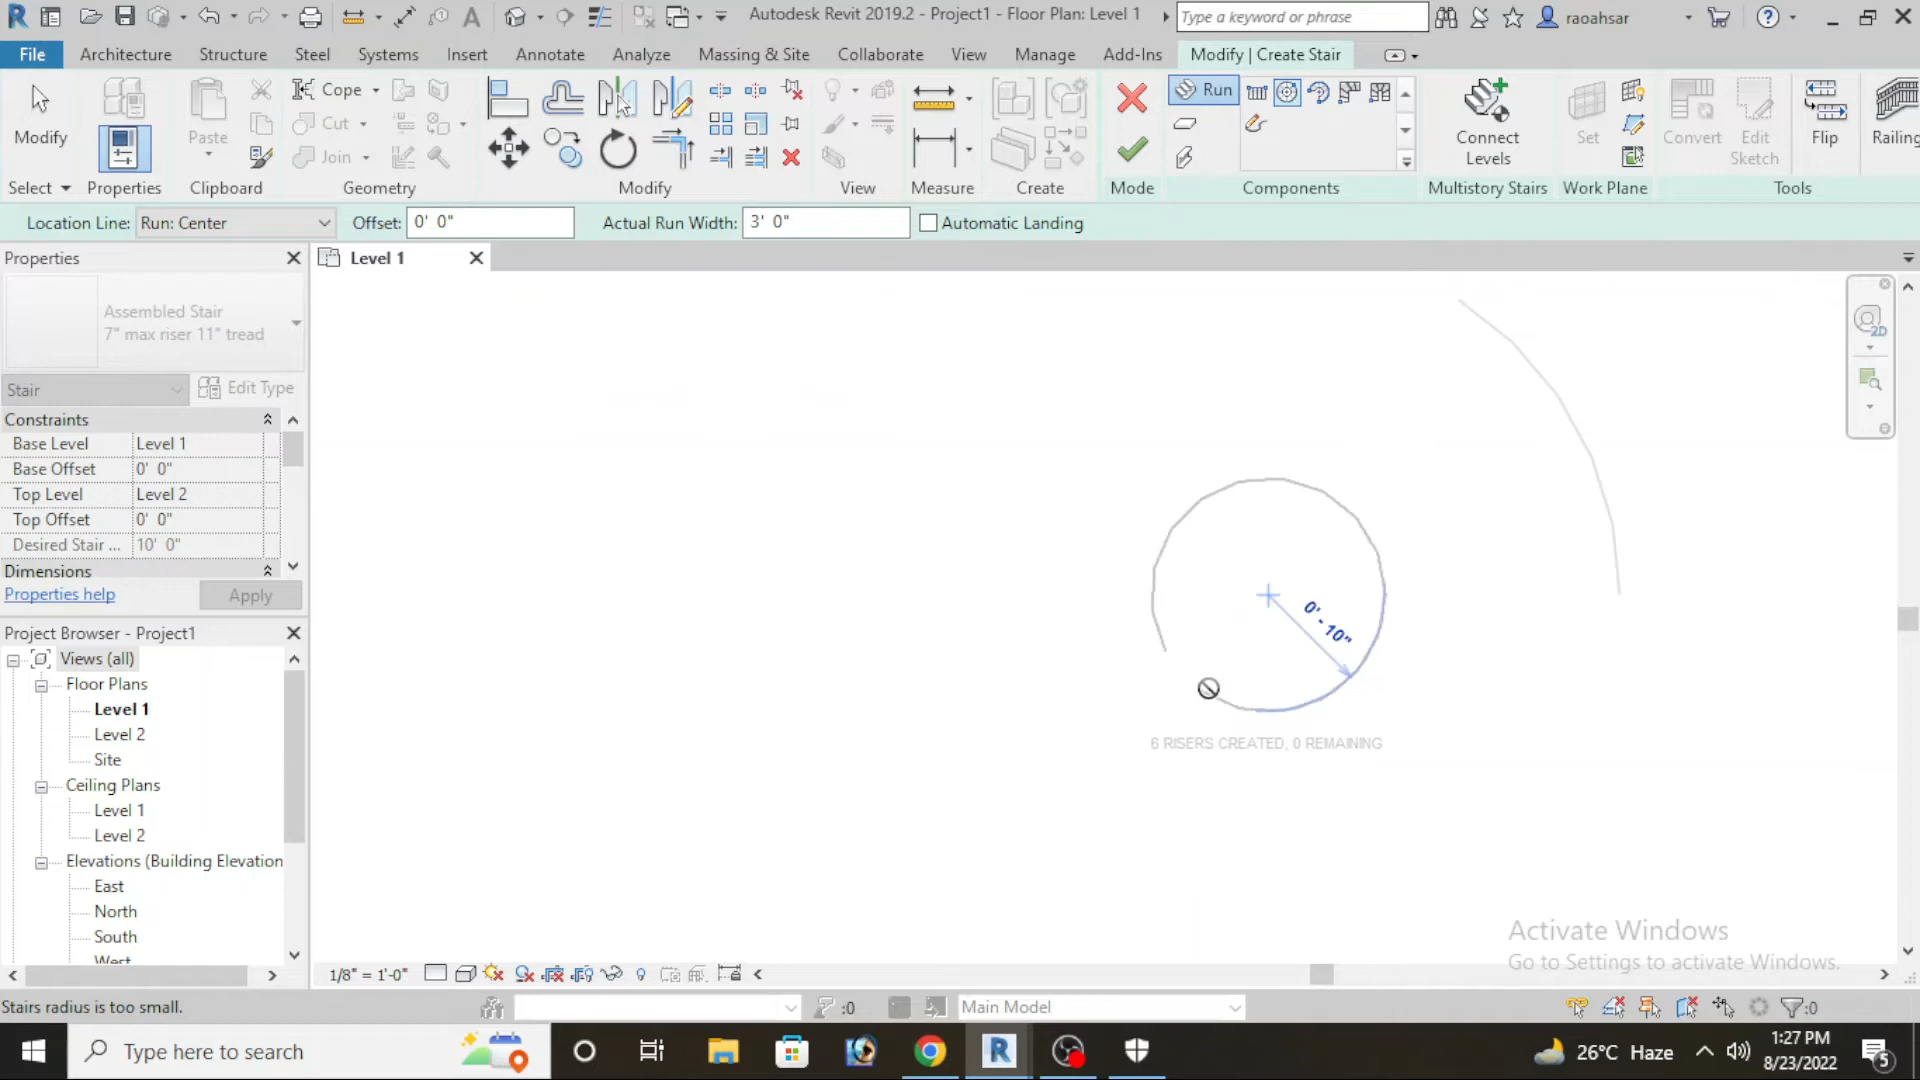 Autodesk Revit 2019.2 - Project1 - Floor Plan: Level 1
Type a keyword or phrase
raoahsar
File
Architecture
Structure
Steel
Systems
Insert
Annotate
Analyze
Massing & Site
Collaborate
View
Manage
Add-Ins
Modify | Create Stair
Modify
Paste
Cope
Cut
Join
Run
Connect Levels
Set
Convert
Edit Sketch
Flip
Railing
Select
Properties
Clipboard
Geometry
Modify
View
Measure
Create
Mode
Components
Multistory Stairs
Work Plane
Tools
Location Line: Run: Center
Offset: 0' 0"
Actual Run Width: 3' 0"
Automatic Landing
Properties
Level 1
Assembled Stair
7" max riser 11" tread
Stair
Edit Type
Constraints
Base Level Level 1
Base Offset 0' 0"
Top Level Level 2
Top Offset 0' 0"
Desired Stair ... 10' 0"
Dimensions
Properties help
Apply
Project Browser - Project1
Views (all)
Floor Plans
Level 1
Level 2
Site
Ceiling Plans
Level 1
Level 2
Elevations (Building Elevation
East
North
South
West
2D
0' - 10"
6 RISERS CREATED, 0 REMAINING
Activate Windows
Go to Settings to activate Windows.
1/8" = 1'-0"
Stairs radius is too small.
:0
Main Model
:0
Type here to search
26°C Haze
1:27 PM
8/23/2022
5